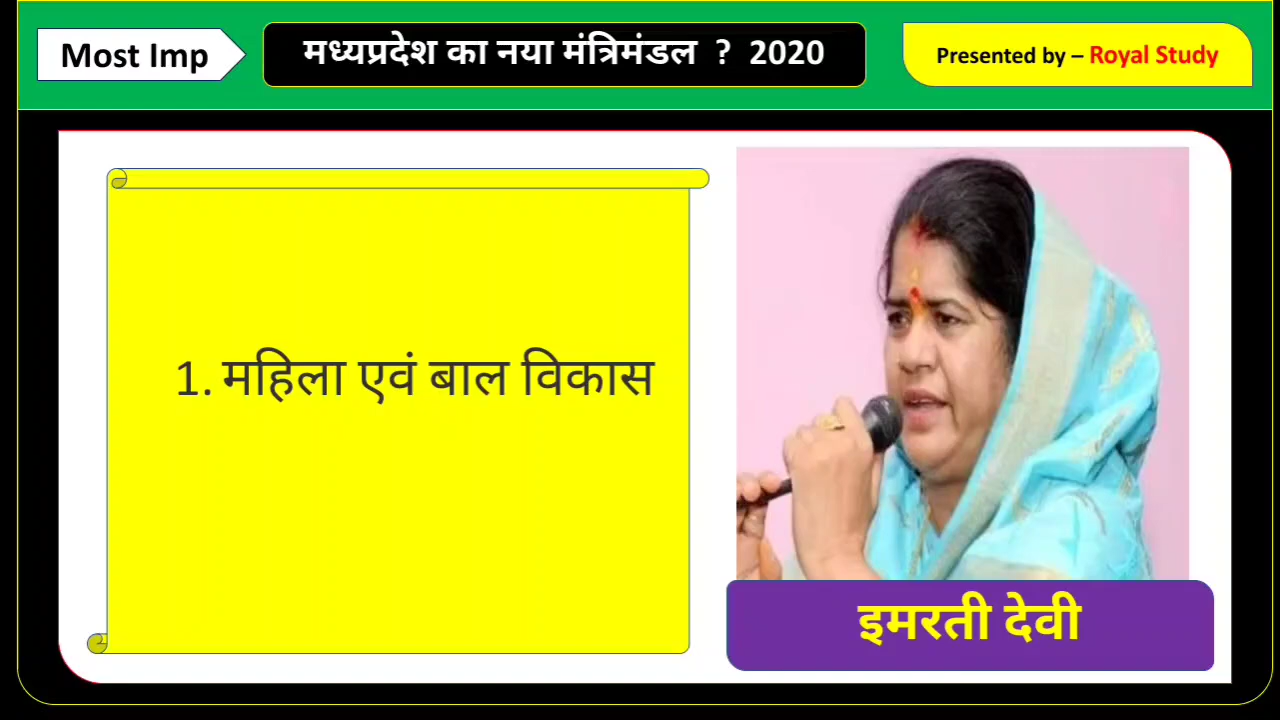 Most Imp
मध्यप्रदेश का नया मंत्रिमंडल ? 2020
Presented by – Royal Study
1. महिला एवं बाल विकास
इमरती देवी